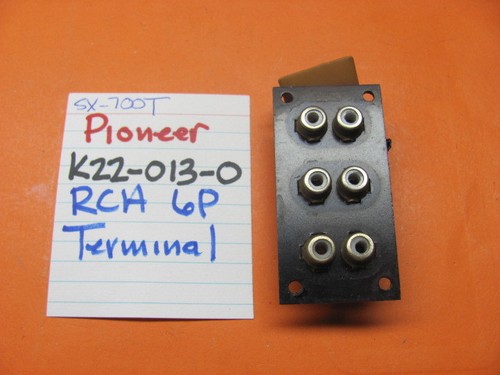 SX-700T
Pioneer
K22-013-0
RCA 6P
Terminal